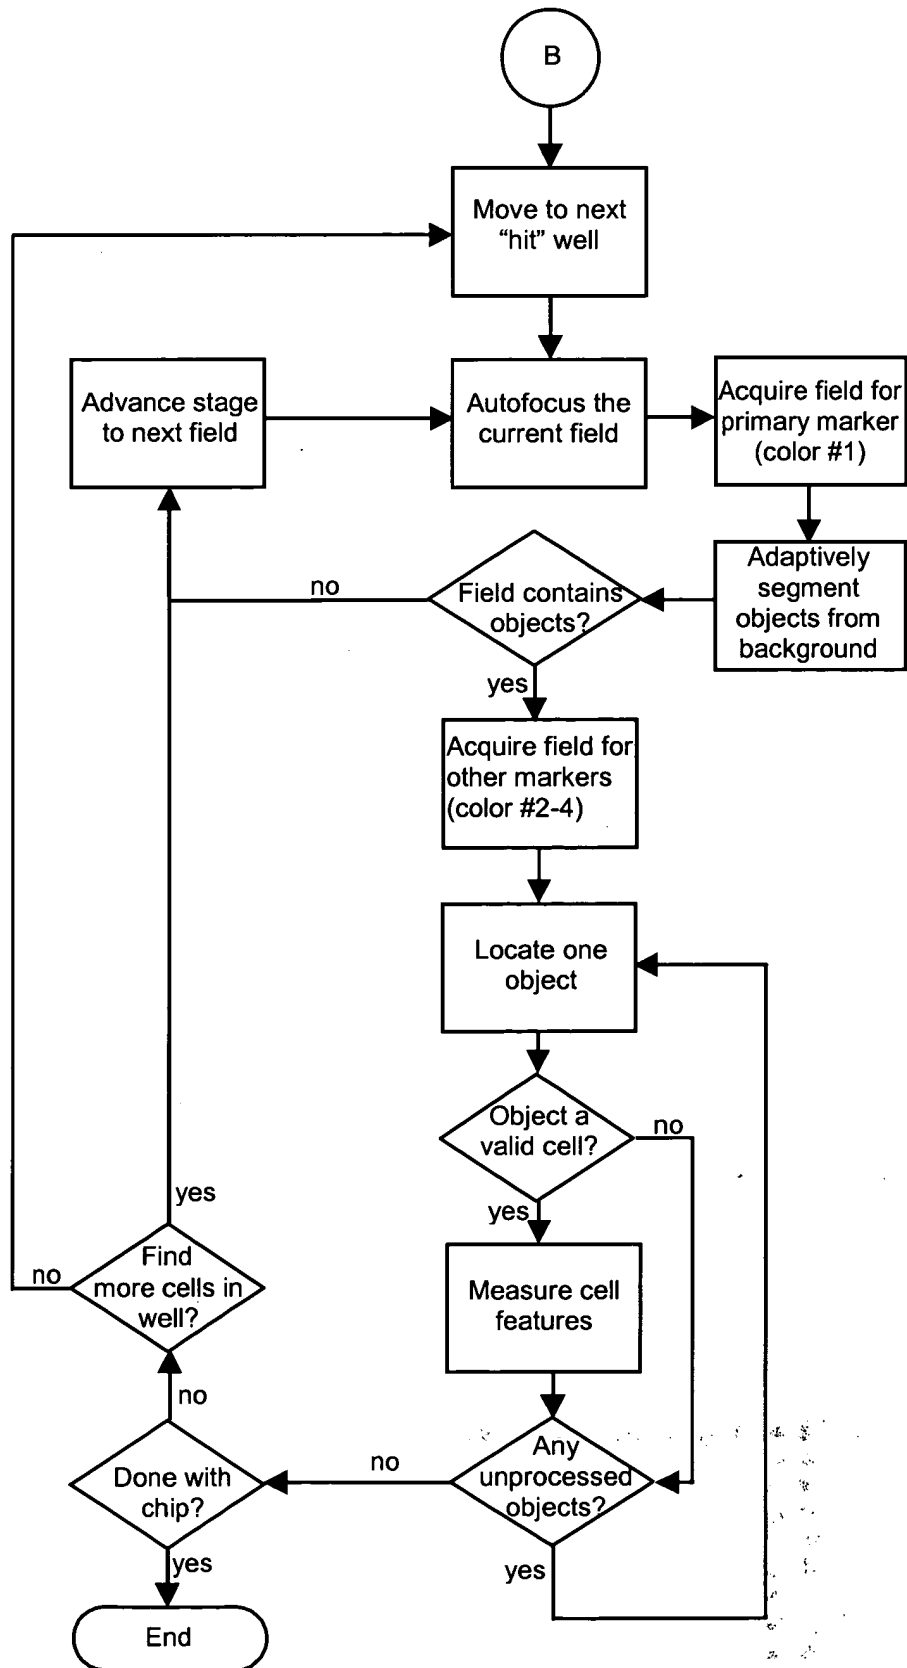 B
Move to next
“hit” well
Advance stage
to next field
Autofocus the
current field
Acquire field for
primary marker
(color #1)
Adaptively
segment
objects from
background
Field contains
objects?
no
yes
Acquire field for
other markers
(color #2-4)
Locate one
object
Object a
valid cell?
no
yes
Measure cell
features
Any
unprocessed
objects?
no
yes
Done with
chip?
no
yes
Find
more cells in
well?
yes
no
End